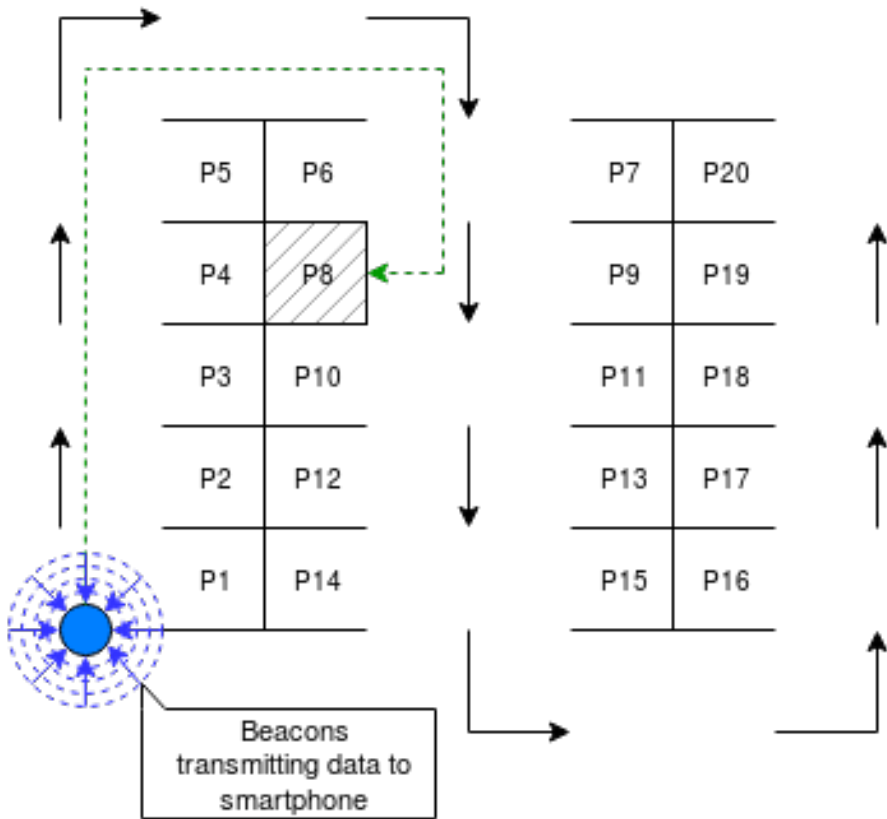 P5 P6 P7 P20
P4 P8 P9 P19
P3 P10 P11 P18
P2 P12 P13 P17
P1 P14 P15 P16
Beacons
transmitting data to
smartphone